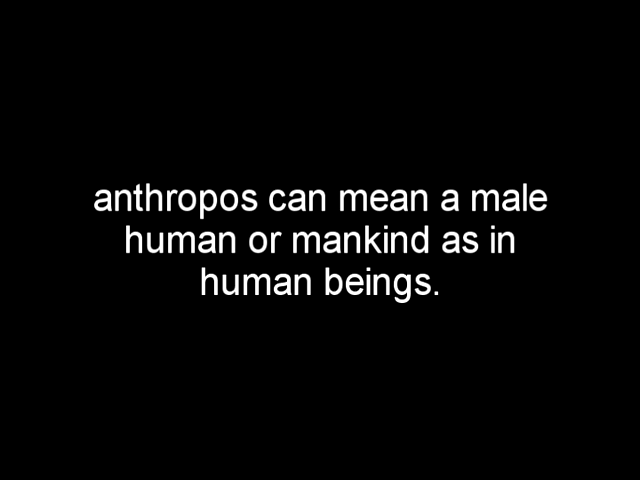 anthropos can mean a male
human or mankind as in
human beings.